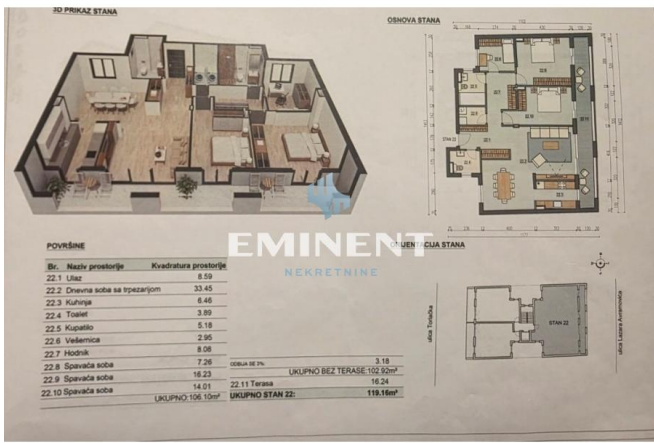 3D PRIKAZ STANA
OSNOVA STANA
STAN 22
EMINENT
NEKRETNINE
POVRŠINE
ORIJENTACIJA STANA
Br. Naziv prostorije Kvadratura prostorije
22.1 Ulaz 8.59
22.2 Dnevna soba sa trpezarijom 33.45
22.3 Kuhinja 6.46
22.4 Toalet 3.89
22.5 Kupatilo 5.18
22.6 Vešernica 2.95
22.7 Hodnik 8.08
22.8 Spavaća soba 7.26
22.9 Spavaća soba 16.23
22.10 Spavaća soba 14.01
UKUPNO:106.10m²
ODBIJA SE 3%: 3.18
UKUPNO BEZ TERASE:102.92m²
22.11 Terasa 16.24
UKUPNO STAN 22: 119.16m²
ulica Torlačka
STAN 22
ulica Lazara Avramovića